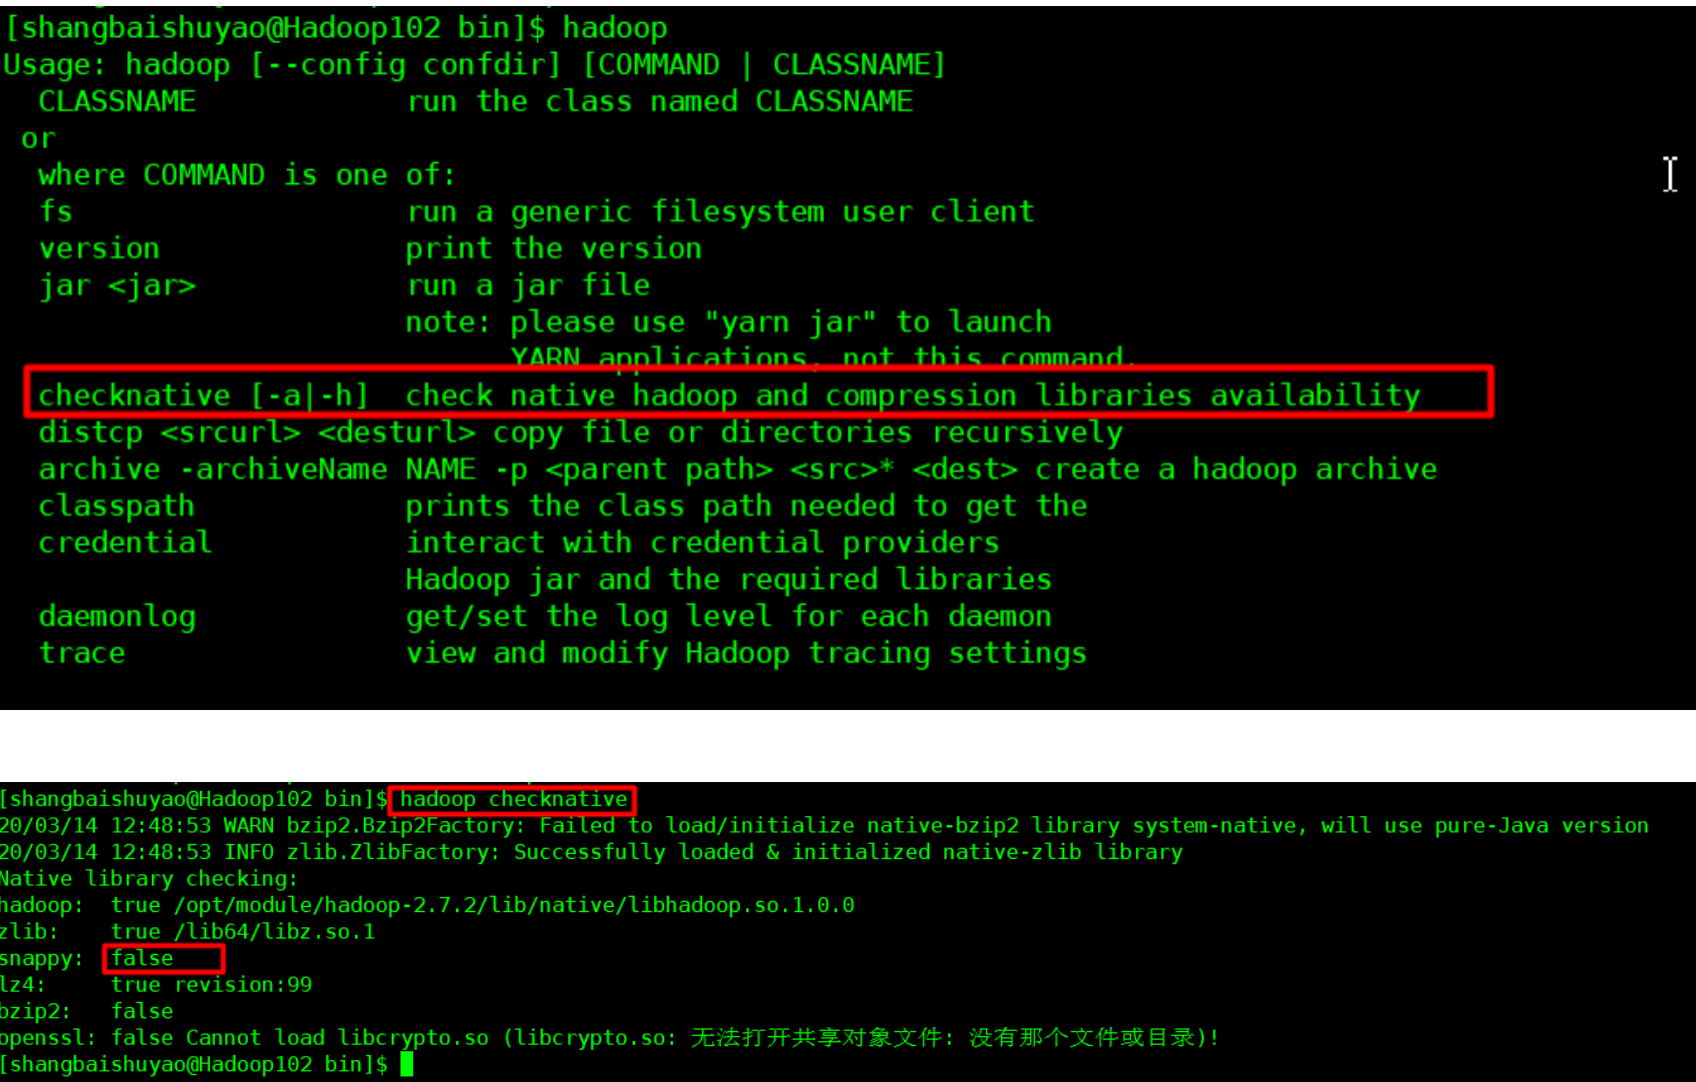 [shangbaishuyao@Hadoop102 bin]$ hadoop
Usage: hadoop [--config confdir] [COMMAND | CLASSNAME]
  CLASSNAME            run the class named CLASSNAME
 or
  where COMMAND is one of:
  fs                   run a generic filesystem user client
  version              print the version
  jar <jar>            run a jar file
                       note: please use "yarn jar" to launch
                             YARN applications, not this command.
  checknative [-a|-h]  check native hadoop and compression libraries availability
  distcp <srcurl> <desturl> copy file or directories recursively
  archive -archiveName NAME -p <parent path> <src>* <dest> create a hadoop archive
  classpath            prints the class path needed to get the
  credential           interact with credential providers
                       Hadoop jar and the required libraries
  daemonlog            get/set the log level for each daemon
  trace                view and modify Hadoop tracing settings
[shangbaishuyao@Hadoop102 bin]$ hadoop checknative
20/03/14 12:48:53 WARN bzip2.Bzip2Factory: Failed to load/initialize native-bzip2 library system-native, will use pure-Java version
20/03/14 12:48:53 INFO zlib.ZlibFactory: Successfully loaded & initialized native-zlib library
Native library checking:
hadoop:  true /opt/module/hadoop-2.7.2/lib/native/libhadoop.so.1.0.0
zlib:    true /lib64/libz.so.1
snappy:  false
lz4:     true revision:99
bzip2:   false
openssl: false Cannot load libcrypto.so (libcrypto.so: 无法打开共享对象文件: 没有那个文件或目录)!
[shangbaishuyao@Hadoop102 bin]$